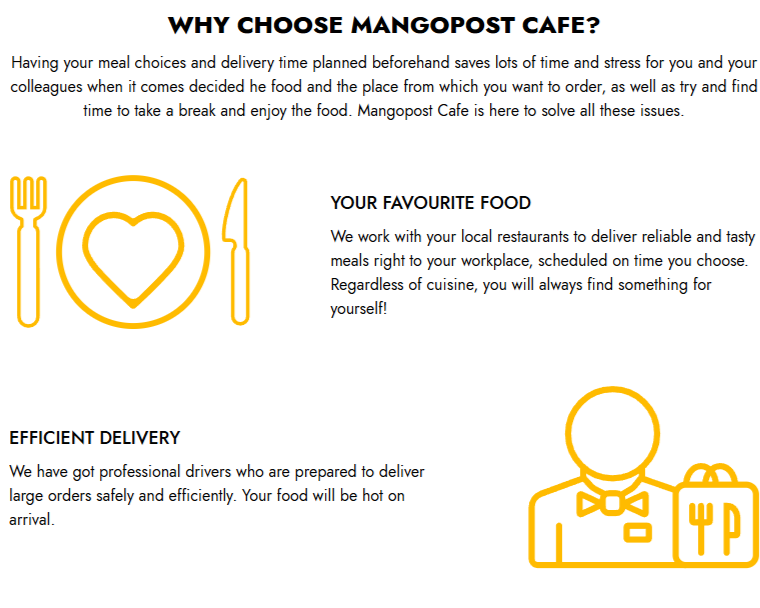 WHY CHOOSE MANGOPOST CAFE?
Having your meal choices and delivery time planned beforehand saves lots of time and stress for you and your
colleagues when it comes decided he food and the place from which you want to order, as well as try and find
time to take a break and enjoy the food. Mangopost Cafe is here to solve all these issues.
YOUR FAVOURITE FOOD
We work with your local restaurants to deliver reliable and tasty
meals right to your workplace, scheduled on time you choose.
Regardless of cuisine, you will always find something for
yourself!
EFFICIENT DELIVERY
We have got professional drivers who are prepared to deliver
large orders safely and efficiently. Your food will be hot on
arrival.